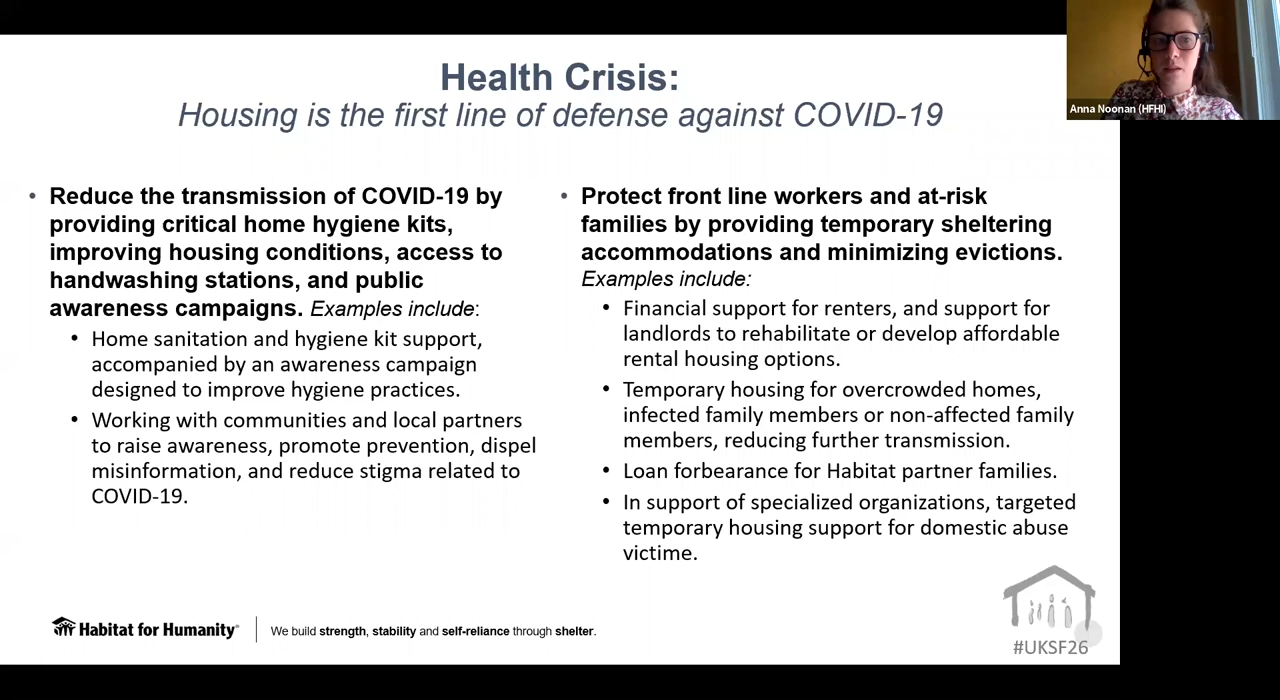 Health Crisis:
Housing is the first line of defense against COVID-19
Anna Noonan (HFHI)
• Reduce the transmission of COVID-19 by
providing critical home hygiene kits,
improving housing conditions, access to
handwashing stations, and public
awareness campaigns. Examples include:
• Home sanitation and hygiene kit support,
accompanied by an awareness campaign
designed to improve hygiene practices.
• Working with communities and local partners
to raise awareness, promote prevention, dispel
misinformation, and reduce stigma related to
COVID-19.
• Protect front line workers and at-risk
families by providing temporary sheltering
accommodations and minimizing evictions.
Examples include:
• Financial support for renters, and support for
landlords to rehabilitate or develop affordable
rental housing options.
• Temporary housing for overcrowded homes,
infected family members or non-affected family
members, reducing further transmission.
• Loan forbearance for Habitat partner families.
• In support of specialized organizations, targeted
temporary housing support for domestic abuse
victime.
Habitat for Humanity®
We build strength, stability and self-reliance through shelter.
#UKSF26